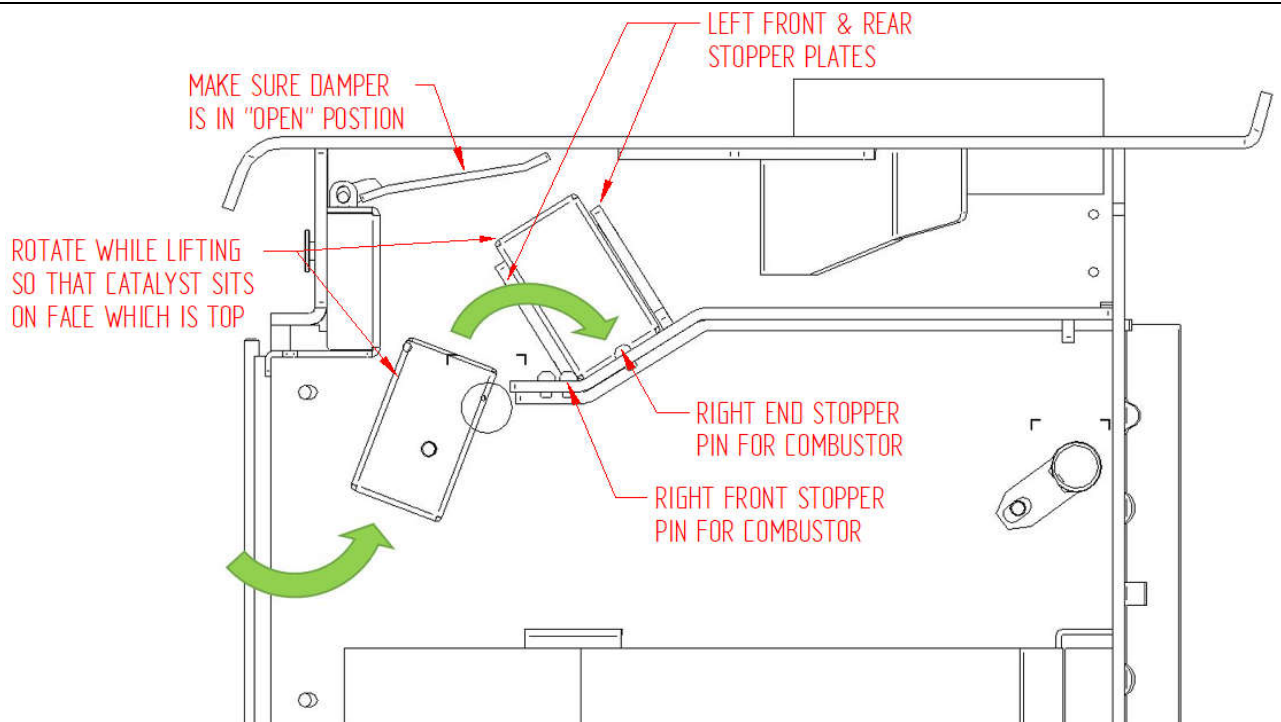 LEFT FRONT & REAR
STOPPER PLATES
MAKE SURE DAMPER
IS IN "OPEN" POSTION
ROTATE WHILE LIFTING
SO THAT CATALYST SITS
ON FACE WHICH IS TOP
RIGHT END STOPPER
PIN FOR COMBUSTOR
RIGHT FRONT STOPPER
PIN FOR COMBUSTOR